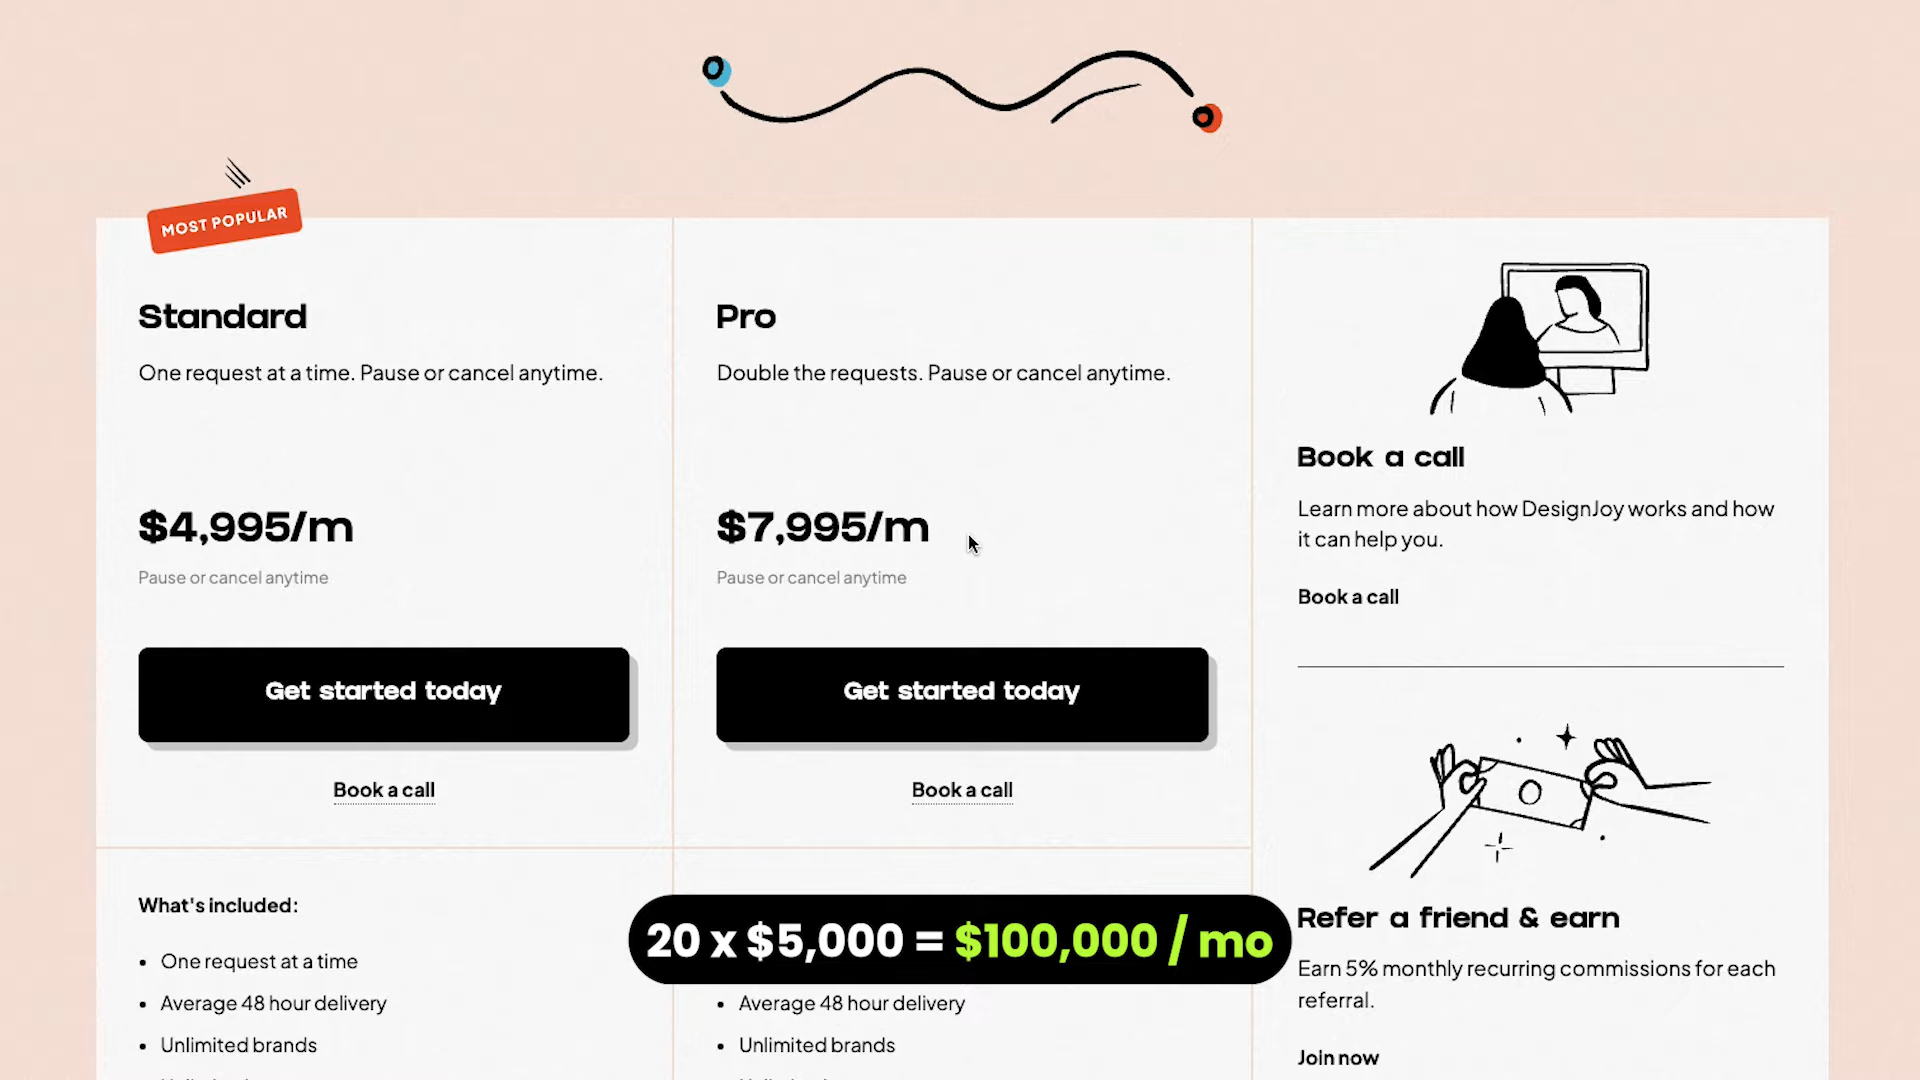 MOST POPULAR
Standard
One request at a time. Pause or cancel anytime.
$4,995/m
Pause or cancel anytime
Get started today
Book a call
What's included:
One request at a time
Average 48 hour delivery
Unlimited brands
Pro
Double the requests. Pause or cancel anytime.
$7,995/m
Pause or cancel anytime
Get started today
Book a call
20 x $5,000 = $100,000 / mo
Average 48 hour delivery
Unlimited brands
Book a call
Learn more about how DesignJoy works and how
it can help you.
Book a call
Refer a friend & earn
Earn 5% monthly recurring commissions for each
referral.
Join now